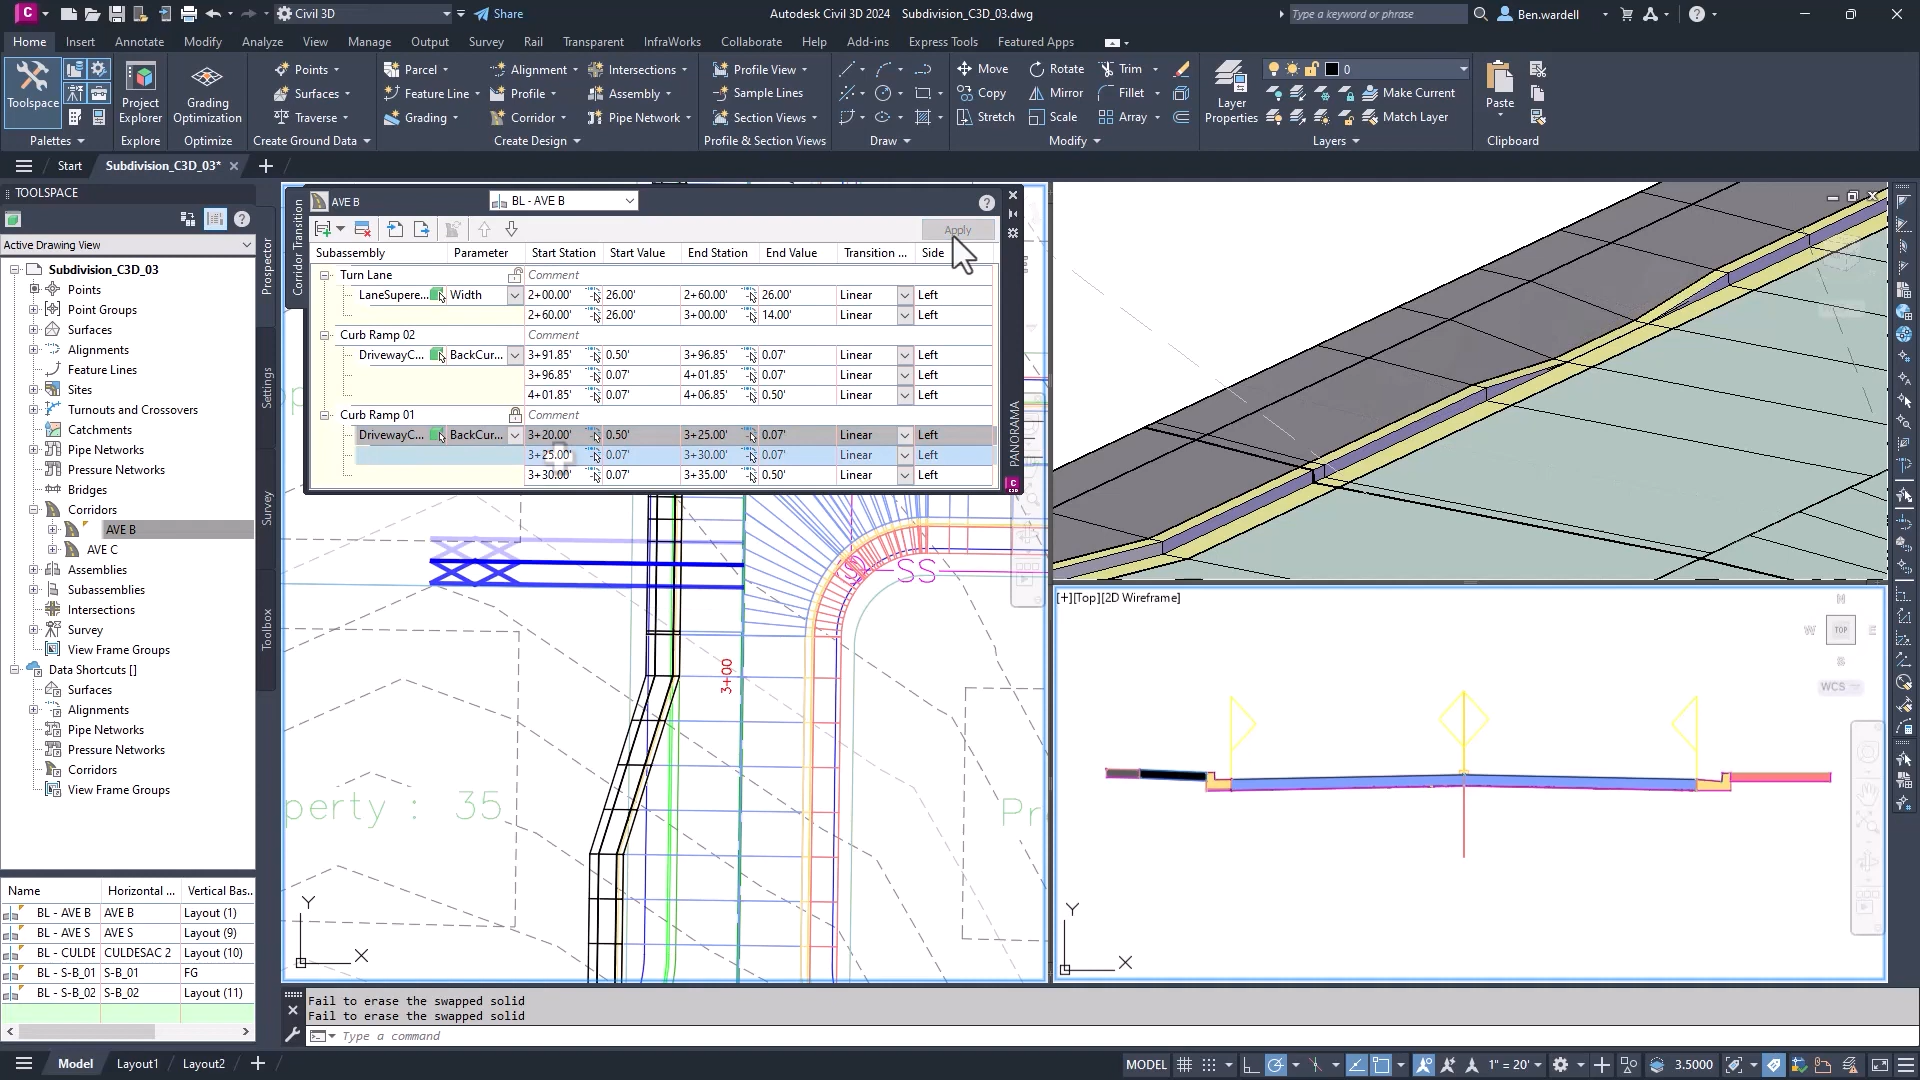 C
Civil 3D
Share
Autodesk Civil 3D 2024 Subdivision_C3D_03.dwg
Type a keyword or phrase
Ben.wardell
Home Insert Annotate Modify Analyze View Manage Output Survey Rail Transparent InfraWorks Collaborate Help Add-ins Express Tools Featured Apps
Toolspace
Project Explorer
Grading Optimization
Points
Surfaces
Traverse
Parcel
Feature Line
Grading
Alignment
Profile
Corridor
Intersections
Assembly
Pipe Network
Profile View
Sample Lines
Section Views
Move
Copy
Stretch
Rotate
Mirror
Scale
Trim
Fillet
Array
Layer Properties
0
Make Current
Match Layer
Paste
Palettes Explore Optimize Create Ground Data Create Design Profile & Section Views Draw Modify Layers Clipboard
Start
Subdivision_C3D_03*
TOOLSPACE
Active Drawing View
Subdivision_C3D_03
Points
Point Groups
Surfaces
Alignments
Feature Lines
Sites
Turnouts and Crossovers
Catchments
Pipe Networks
Pressure Networks
Bridges
Corridors
AVE B
AVE C
Assemblies
Subassemblies
Intersections
Survey
View Frame Groups
Data Shortcuts []
Surfaces
Alignments
Pipe Networks
Pressure Networks
Corridors
View Frame Groups
Prospector
Settings
Survey
Toolbox
Name Horizontal ... Vertical Bas..
BL - AVE B AVE B Layout (1)
BL - AVE S AVE S Layout (9)
BL - CULDE CULDESAC 2 Layout (10)
BL - S-B_01 S-B_01 FG
BL - S-B_02 S-B_02 Layout (11)
Corridor Transition
AVE B
BL - AVE B
Apply
Subassembly Parameter Start Station Start Value End Station End Value Transition ... Side
Turn Lane Comment
LaneSupere... Width 2+00.00' 26.00' 2+60.00' 26.00' Linear Left
2+60.00' 26.00' 3+00.00' 14.00' Linear Left
Curb Ramp 02 Comment
DrivewayC... BackCur... 3+91.85' 0.50' 3+96.85' 0.07' Linear Left
3+96.85' 0.07' 4+01.85' 0.07' Linear Left
4+01.85' 0.07' 4+06.85' 0.50' Linear Left
Curb Ramp 01 Comment
DrivewayC... BackCur... 3+20.00' 0.50' 3+25.00' 0.07' Linear Left
3+25.00' 0.07' 3+30.00' 0.07' Linear Left
3+30.00' 0.07' 3+35.00' 0.50' Linear Left
PANORAMA
C
SS
3+00
perty : 35
Pr
Y
X
[+][Top][2D Wireframe]
N
W TOP E
S
WCS
Y
X
Fail to erase the swapped solid
Fail to erase the swapped solid
Type a command
Model Layout1 Layout2
MODEL
1" = 20'
3.5000